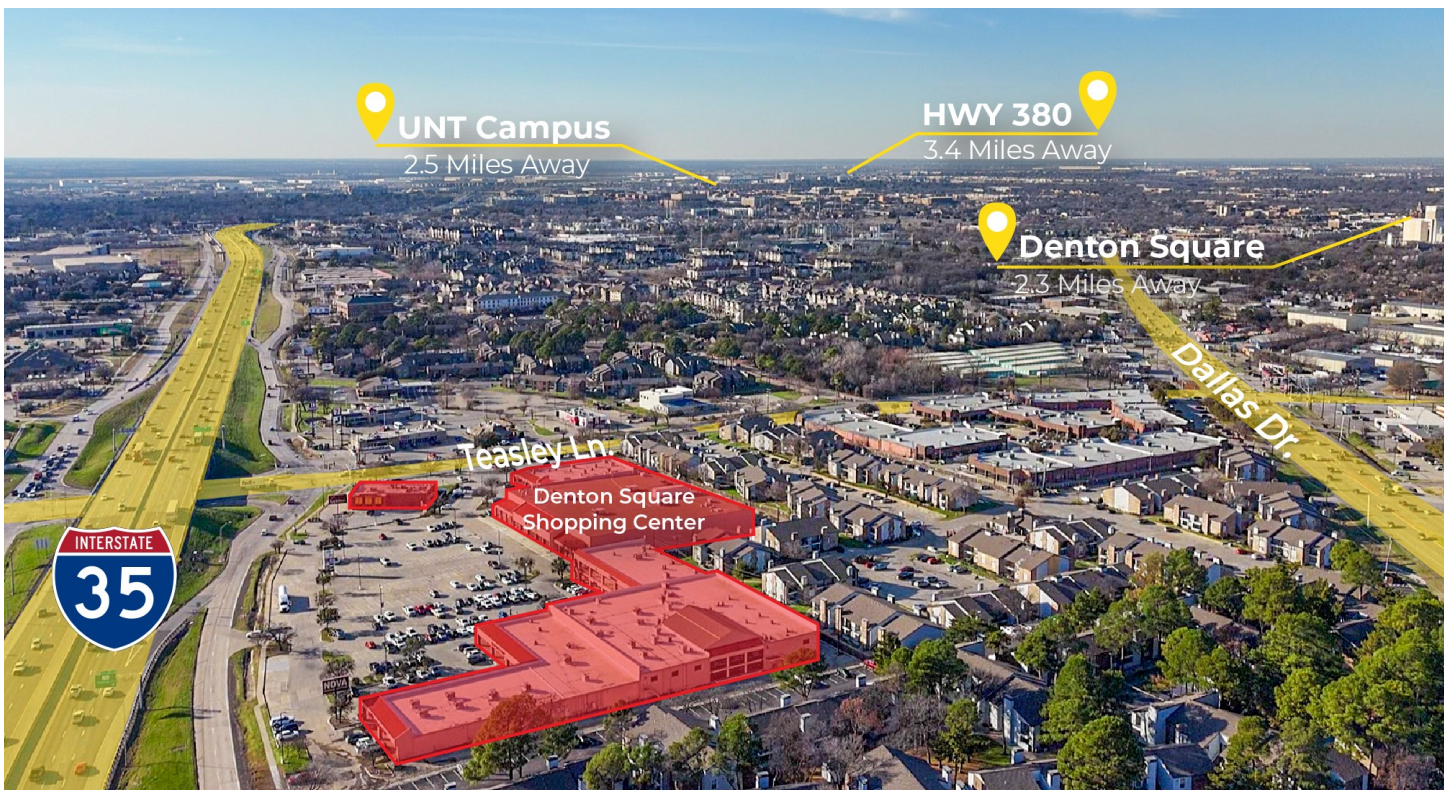 UNT Campus
2.5 Miles Away
HWY 380
3.4 Miles Away
Denton Square
2.3 Miles Away
Dallas Dr.
Teasley Ln.
Denton Square
Shopping Center
INTERSTATE
35
NOVA